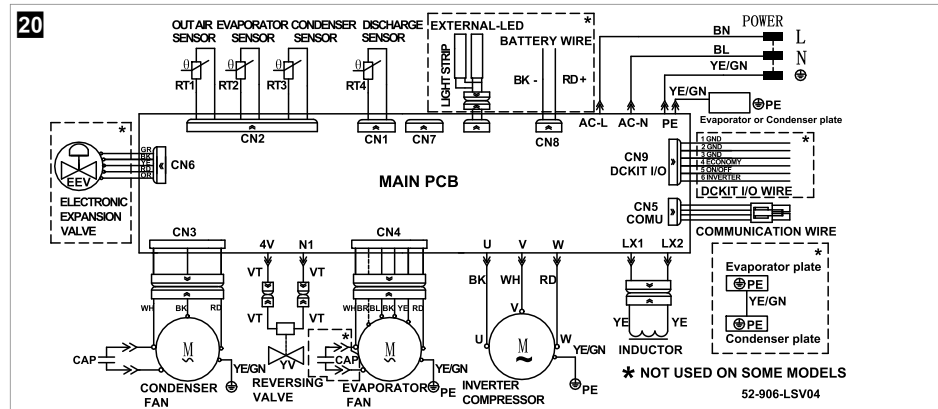 20
OUT AIR SENSOR
EVAPORATOR SENSOR
CONDENSER SENSOR
DISCHARGE SENSOR
EXTERNAL-LED
*
BATTERY WIRE
LIGHT STRIP
BK -
RD+
POWER
BN
L
BL
N
YE/GN
YE/GN
PE
Evaporator or Condenser plate
θ
RT1
θ
RT2
θ
RT3
θ
RT4
AC-L
AC-N
PE
CN2
CN1
CN7
CN8
*
EEV
GR
BK
YE
RD
OR
CN6
ELECTRONIC
EXPANSION
VALVE
MAIN PCB
CN9
DCKIT I/O
1 GND
2 GND
3 GND
4 ECONOMY
5 ON/OFF
6 INVERTER
*
DCKIT I/O WIRE
CN5
COMU
COMMUNICATION WIRE
CN3
4V
N1
CN4
U
V
W
LX1
LX2
VT
VT
BK
WH
RD
WH
BK
RD
VT
VT
WH
BR
BL
BK
YE
RD
YE
YE
INDUCTOR
CAP
M
~
YE/GN
PE
CONDENSER
FAN
YV
REVERSING
VALVE
*
CAP
M
~
YE/GN
PE
EVAPORATOR
FAN
U
V
W
M
~
YE/GN
PE
INVERTER
COMPRESSOR
*
Evaporator plate
PE
YE/GN
PE
Condenser plate
* NOT USED ON SOME MODELS
52-906-LSV04